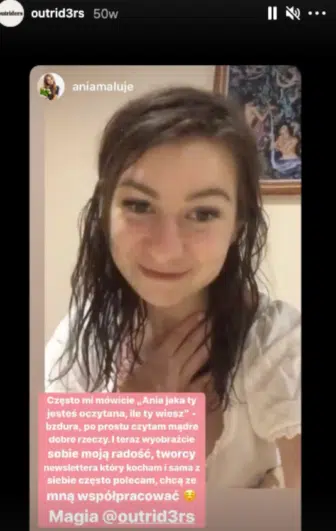 outrid3rs 50w
aniamaluje
Często mi mówicie „Ania jaka ty
jesteś oczytana, ile ty wiesz" -
bzdura, po prostu czytam mądre
dobre rzeczy. I teraz wyobraźcie
sobie moją radość, tworcy
newslettera który kocham i sama z
siebie często polecam, chcą ze
mną współpracować 🥰
Magia @outrid3rs